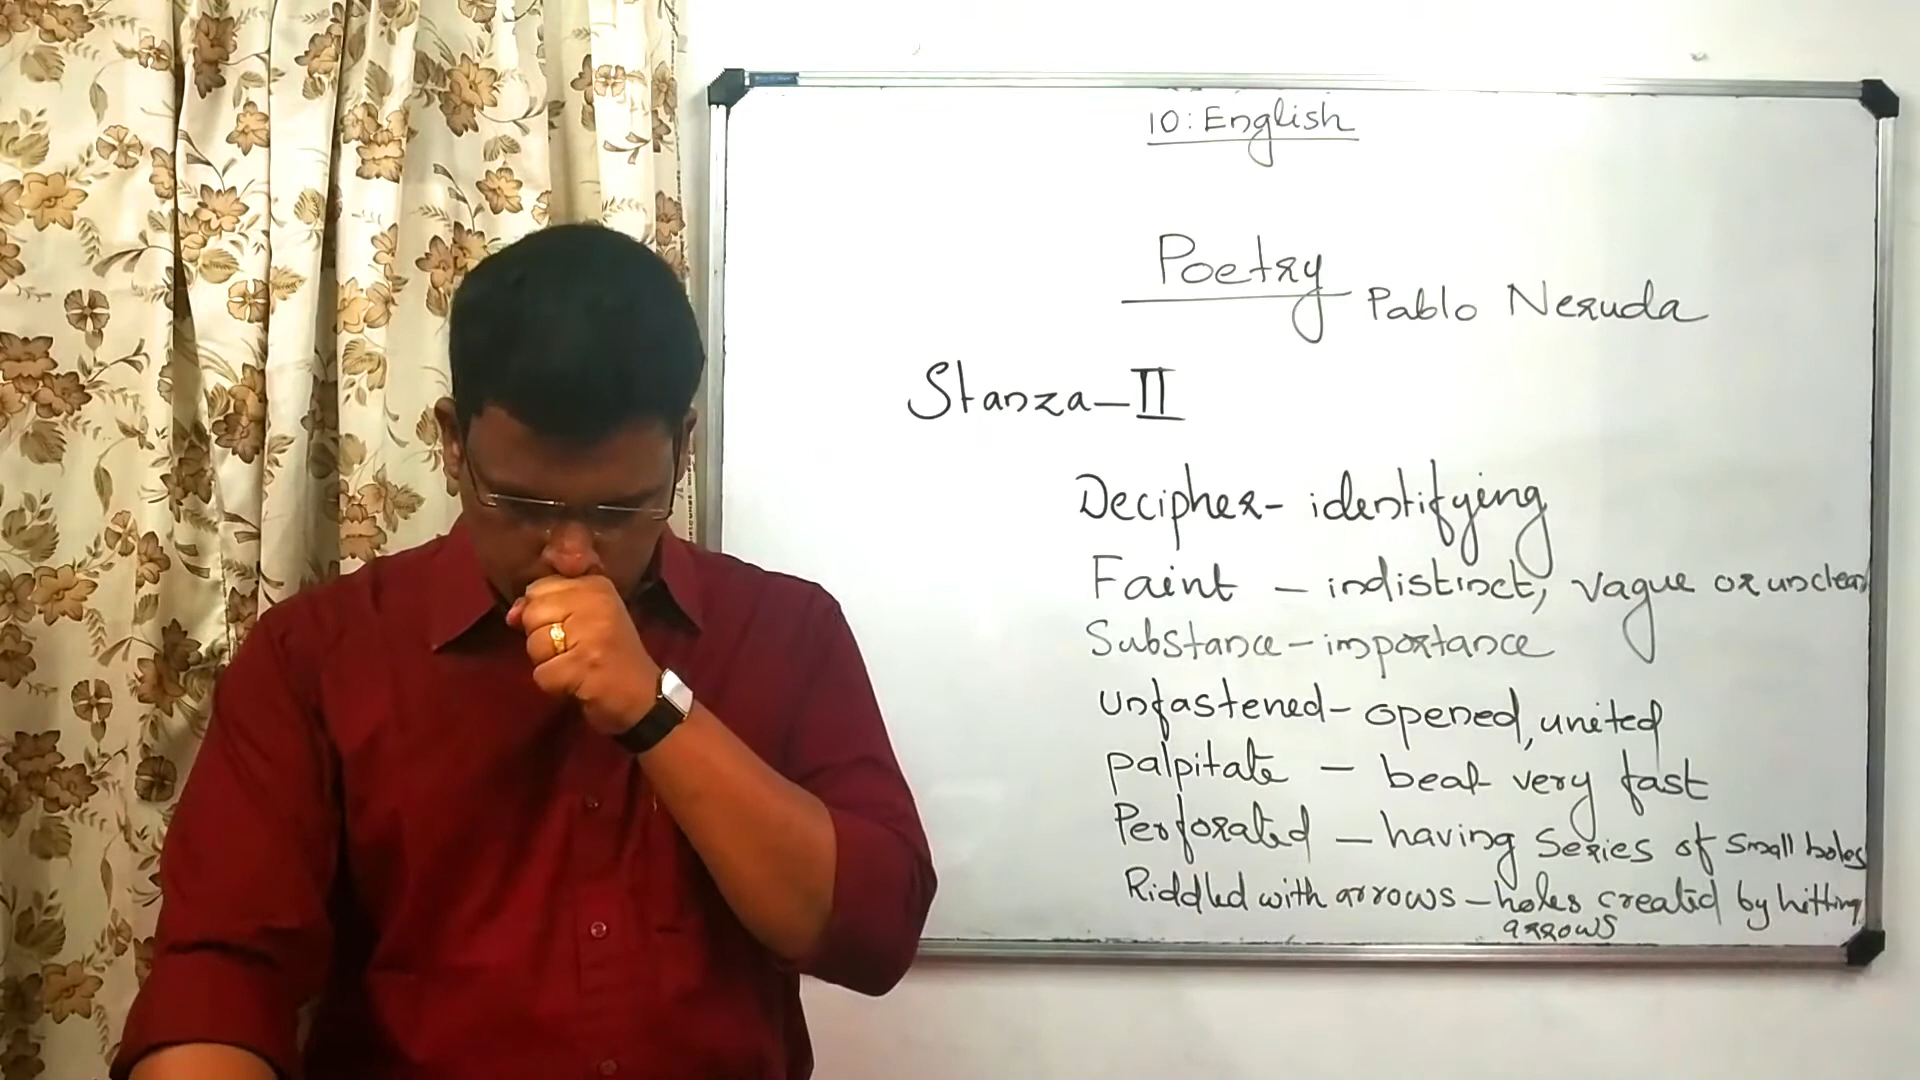 10: English
Poetry
Pablo Neruda
Stanza-II
Decipher- identifying
Faint - indistinct, vague or unclear
Substance - importance
unfastened - opened, united
palpitate - beat very fast
Perforated - having series of small holes
Riddled with arrows - holes created by hitting
arrows